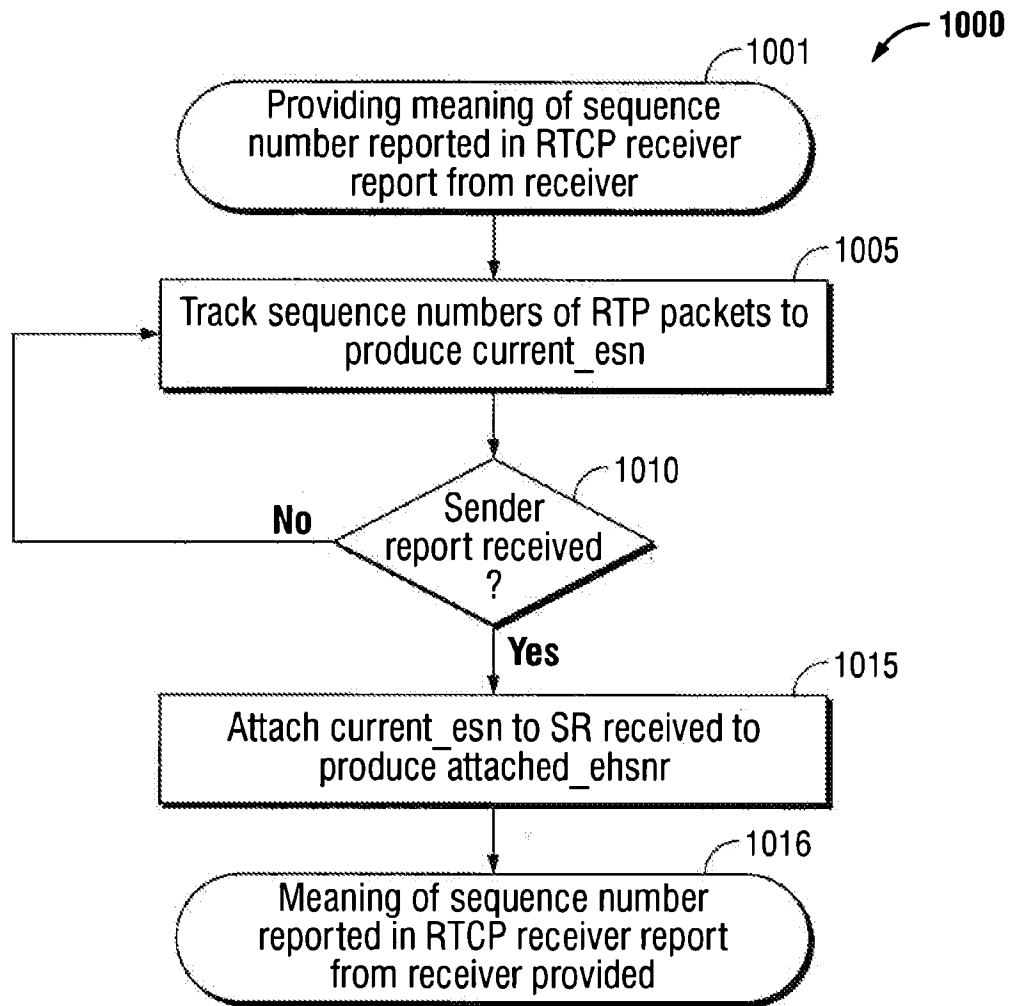 1000
1001
Providing meaning of sequence
number reported in RTCP receiver
report from receiver
1005
Track sequence numbers of RTP packets to
produce current_esn
1010
Sender
report received
?
No
Yes
1015
Attach current_esn to SR received to
produce attached_ehsnr
1016
Meaning of sequence number
reported in RTCP receiver report
from receiver provided